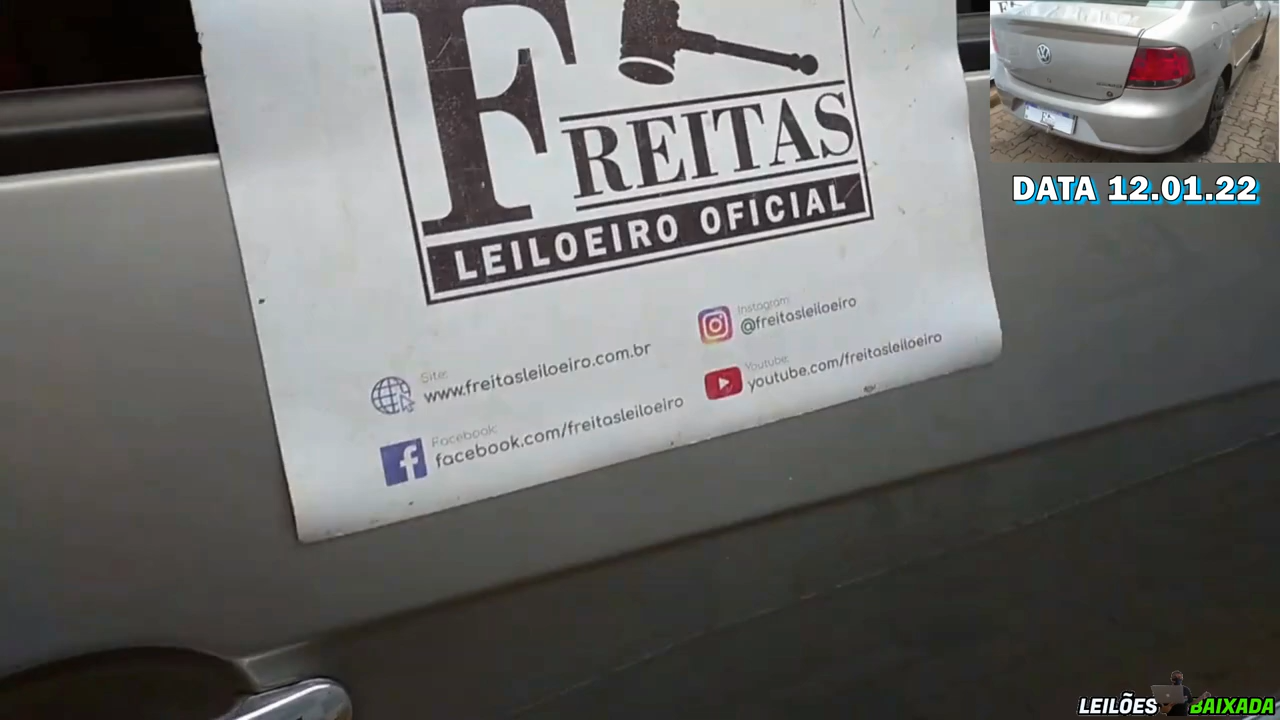 FREITAS
LEILOEIRO OFICIAL
Instagram:
@freitasleiloeiro
Site:
www.freitasleiloeiro.com.br
Youtube:
youtube.com/freitasleiloeiro
Facebook:
facebook.com/freitasleiloeiro
DATA 12.01.22
LEILÕES BAIXADA